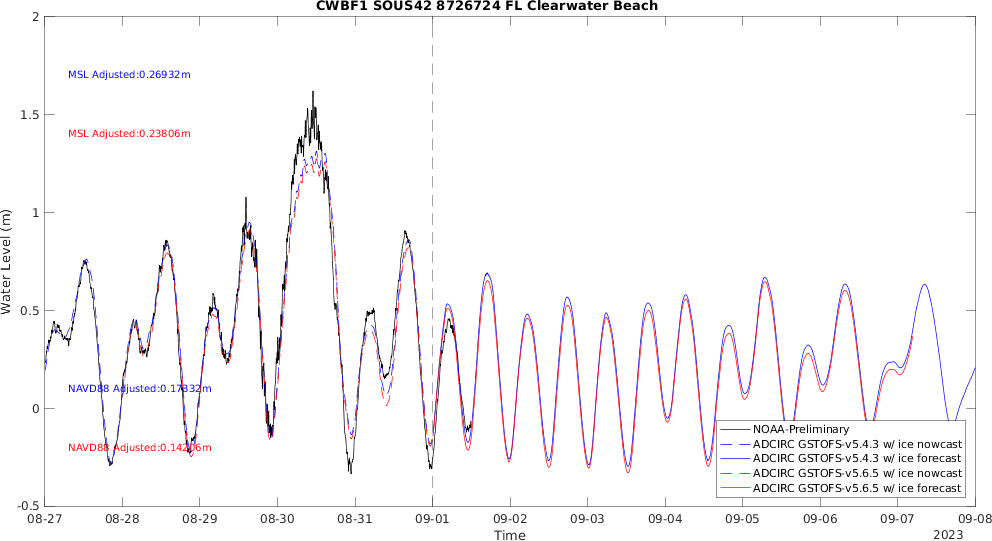 CWBF1 SOUS42 8726724 FL Clearwater Beach
2
1.5
1
0.5
0
-0.5
Water Level (m)
MSL Adjusted:0.26932m
MSL Adjusted:0.23806m
NAVD88 Adjusted:0.17332m
NAVD88 Adjusted:0.14206m
NOAA-Preliminary
ADCIRC GSTOFS-v5.4.3 w/ ice nowcast
ADCIRC GSTOFS-v5.4.3 w/ ice forecast
ADCIRC GSTOFS-v5.6.5 w/ ice nowcast
ADCIRC GSTOFS-v5.6.5 w/ ice forecast
08-27 08-28 08-29 08-30 08-31 09-01 09-02 09-03 09-04 09-05 09-06 09-07 09-08
Time
2023